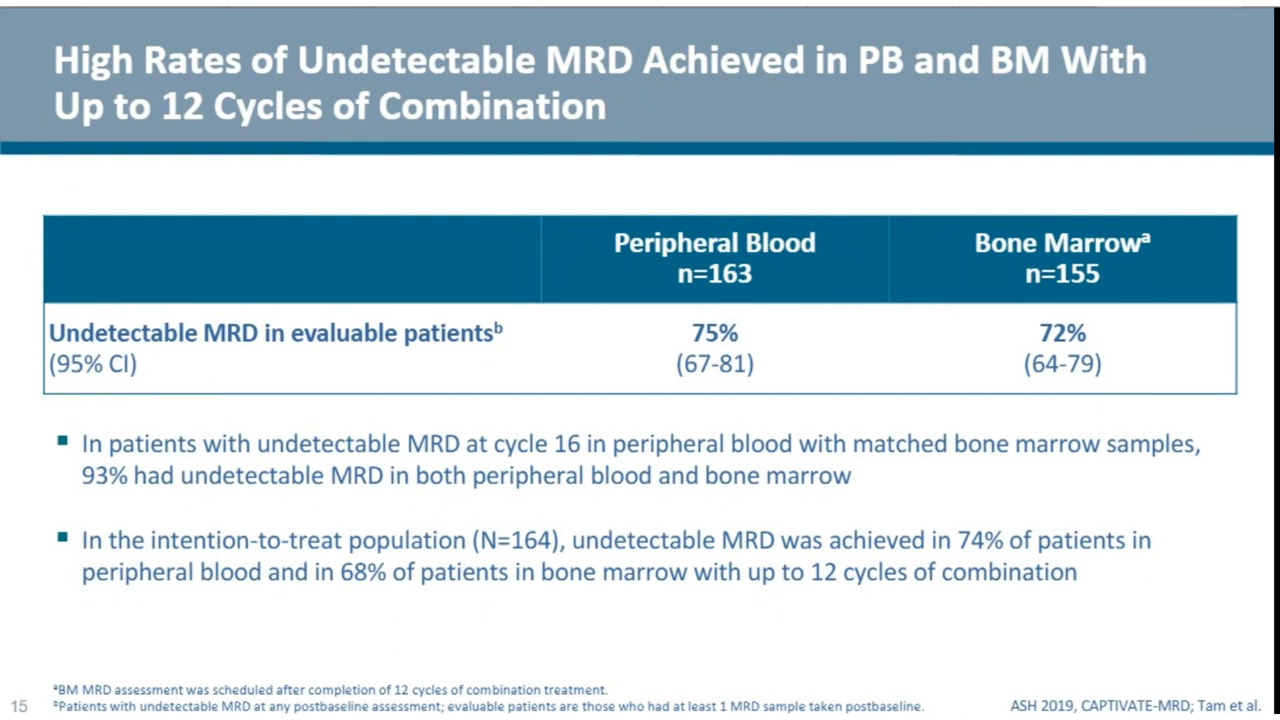 High Rates of Undetectable MRD Achieved in PB and BM With
Up to 12 Cycles of Combination
Peripheral Blood
n=163
Bone Marrowᵃ
n=155
Undetectable MRD in evaluable patientsᵇ
(95% CI)
75%
(67-81)
72%
(64-79)
▪ In patients with undetectable MRD at cycle 16 in peripheral blood with matched bone marrow samples,
93% had undetectable MRD in both peripheral blood and bone marrow
▪ In the intention-to-treat population (N=164), undetectable MRD was achieved in 74% of patients in
peripheral blood and in 68% of patients in bone marrow with up to 12 cycles of combination
ᵃBM MRD assessment was scheduled after completion of 12 cycles of combination treatment.
ᵇPatients with undetectable MRD at any postbaseline assessment; evaluable patients are those who had at least 1 MRD sample taken postbaseline.
15
ASH 2019, CAPTIVATE-MRD; Tam et al.